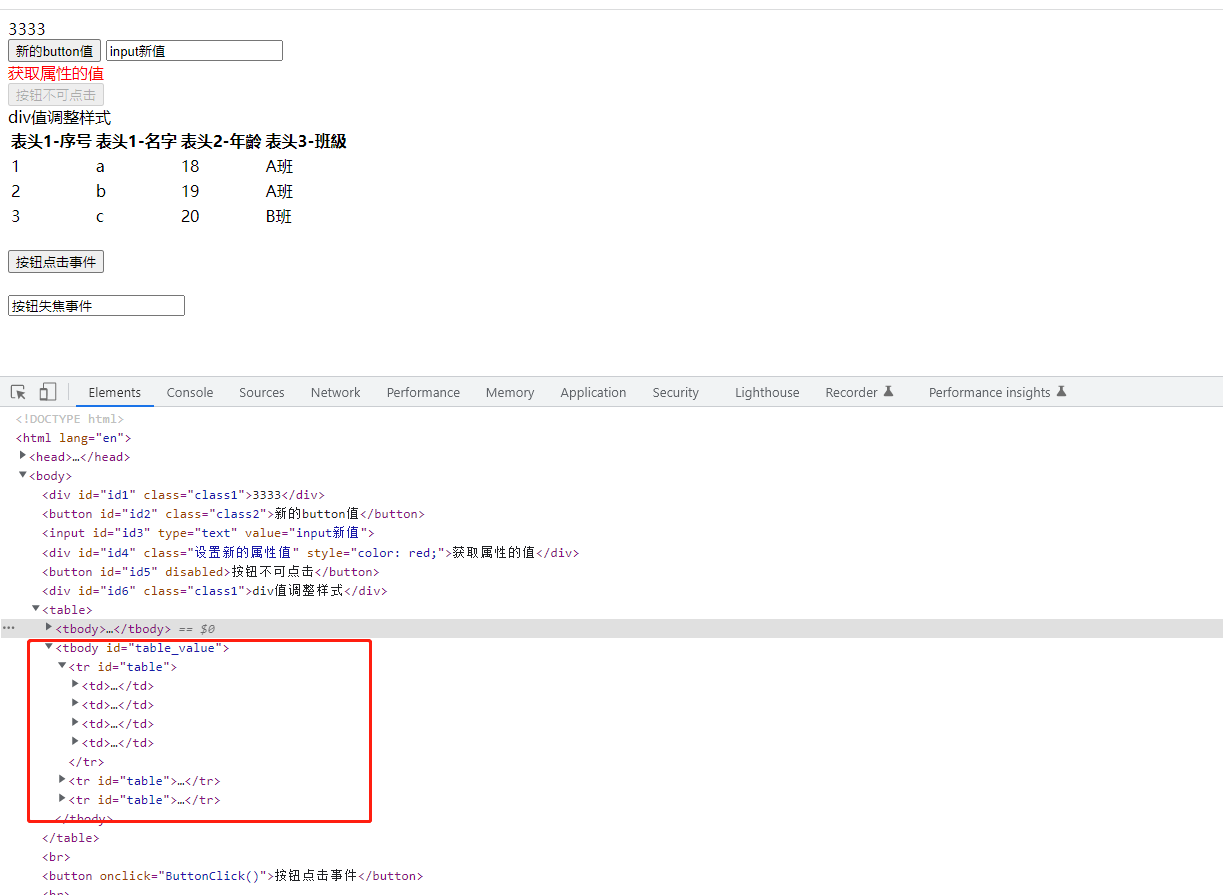 3333
新的button值 input新值
获取属性的值
按钮不可点击
div值调整样式
表头1-序号 表头1-名字 表头2-年龄 表头3-班级
1 a 18 A班
2 b 19 A班
3 c 20 B班
按钮点击事件
按钮失焦事件
Elements Console Sources Network Performance Memory Application Security Lighthouse Recorder Performance insights
<!DOCTYPE html>
<html lang="en">
<head>…</head>
<body>
<div id="id1" class="class1">3333</div>
<button id="id2" class="class2">新的button值</button>
<input id="id3" type="text" value="input新值">
<div id="id4" class="设置新的属性值" style="color: red;">获取属性的值</div>
<button id="id5" disabled>按钮不可点击</button>
<div id="id6" class="class1">div值调整样式</div>
<table>
<tbody>…</tbody> == $0
<tbody id="table_value">
<tr id="table">
<td>…</td>
<td>…</td>
<td>…</td>
<td>…</td>
</tr>
<tr id="table">…</tr>
<tr id="table">…</tr>
</tbody>
</table>
<br>
<button onclick="ButtonClick()">按钮点击事件</button>
<br>